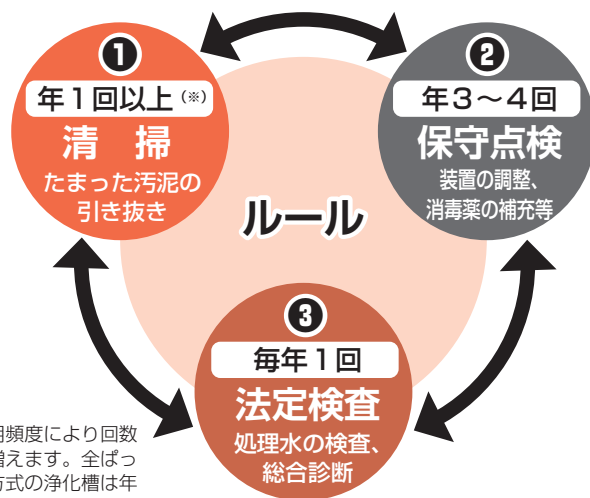 ❶
年1回以上(※)
清 掃
たまった汚泥の
引き抜き
❷
年3～4回
保守点検
装置の調整、
消毒薬の補充等
ルール
❸
毎年1回
法定検査
処理水の検査、
総合診断
頻度により回数
増えます。全ばっ
方式の浄化槽は年